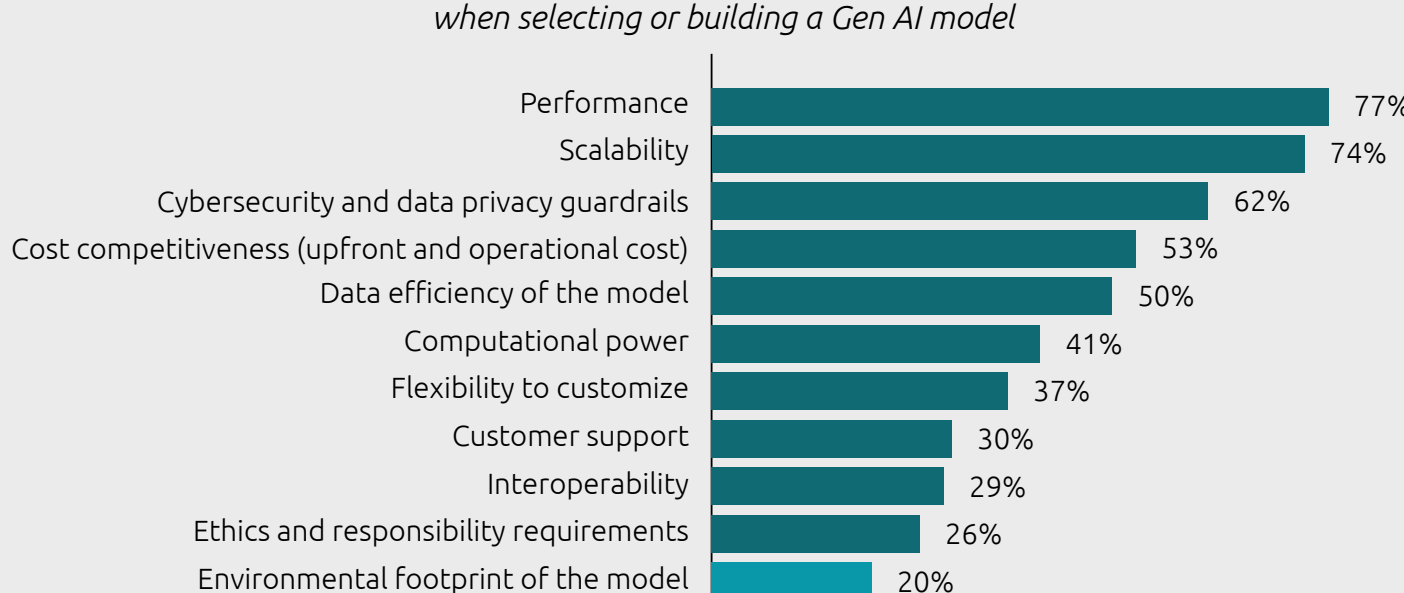 when selecting or building a Gen AI model
Performance 77%
Scalability 74%
Cybersecurity and data privacy guardrails 62%
Cost competitiveness (upfront and operational cost) 53%
Data efficiency of the model 50%
Computational power 41%
Flexibility to customize 37%
Customer support 30%
Interoperability 29%
Ethics and responsibility requirements 26%
Environmental footprint of the model 20%